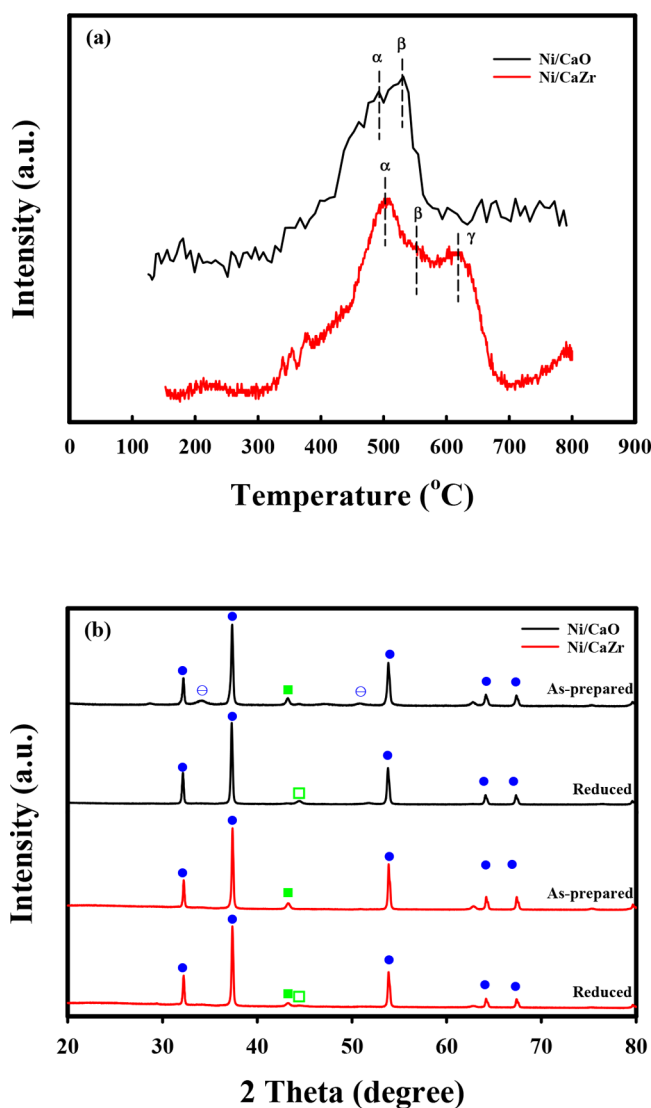 (a)
Ni/CaO
Ni/CaZr
α
β
α
β
γ
Intensity (a.u.)
0 100 200 300 400 500 600 700 800 900
Temperature (°C)
(b)
Ni/CaO
Ni/CaZr
As-prepared
Reduced
As-prepared
Reduced
Intensity (a.u.)
20 30 40 50 60 70 80
2 Theta (degree)